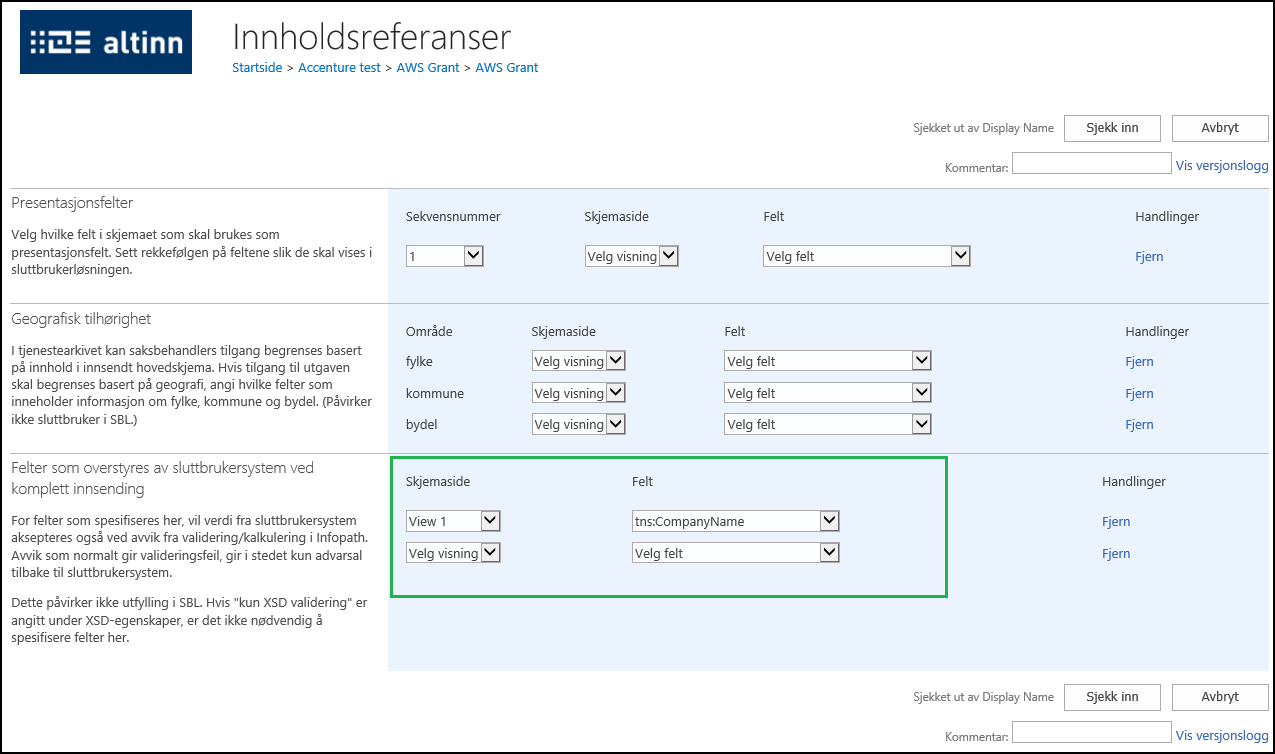 altinn
Innholdsreferanser
Startside > Accenture test > AWS Grant > AWS Grant
Sjekket ut av Display Name Sjekk inn Avbryt
Kommentar: Vis versjonslogg
Presentasjonsfelter
Velg hvilke felt i skjemaet som skal brukes som
presentasjonsfelt. Sett rekkefølgen på feltene slik de skal vises i
sluttbrukerløsningen.
Sekvensnummer Skjemaside Felt Handlinger
1 Velg visning Velg felt Fjern
Geografisk tilhørighet
I tjenestearkivet kan saksbehandlers tilgang begrenses basert
på innhold i innsendt hovedskjema. Hvis tilgang til utgaven
skal begrenses basert på geografi, angi hvilke felter som
inneholder informasjon om fylke, kommune og bydel. (Påvirker
ikke sluttbruker i SBL.)
Område Skjemaside Felt Handlinger
fylke Velg visning Velg felt Fjern
kommune Velg visning Velg felt Fjern
bydel Velg visning Velg felt Fjern
Felter som overstyres av sluttbrukersystem ved
komplett innsending
For felter som spesifiseres her, vil verdi fra sluttbrukersystem
aksepteres også ved avvik fra validering/kalkulering i Infopath.
Avvik som normalt gir valideringsfeil, gir i stedet kun advarsal
tilbake til sluttbrukersystem.
Dette påvirker ikke utfylling i SBL. Hvis "kun XSD validering" er
angitt under XSD-egenskaper, er det ikke nødvendig å
spesifisere felter her.
Skjemaside Felt Handlinger
View 1 tns:CompanyName Fjern
Velg visning Velg felt Fjern
Sjekket ut av Display Name Sjekk inn Avbryt
Kommentar: Vis versjonslogg